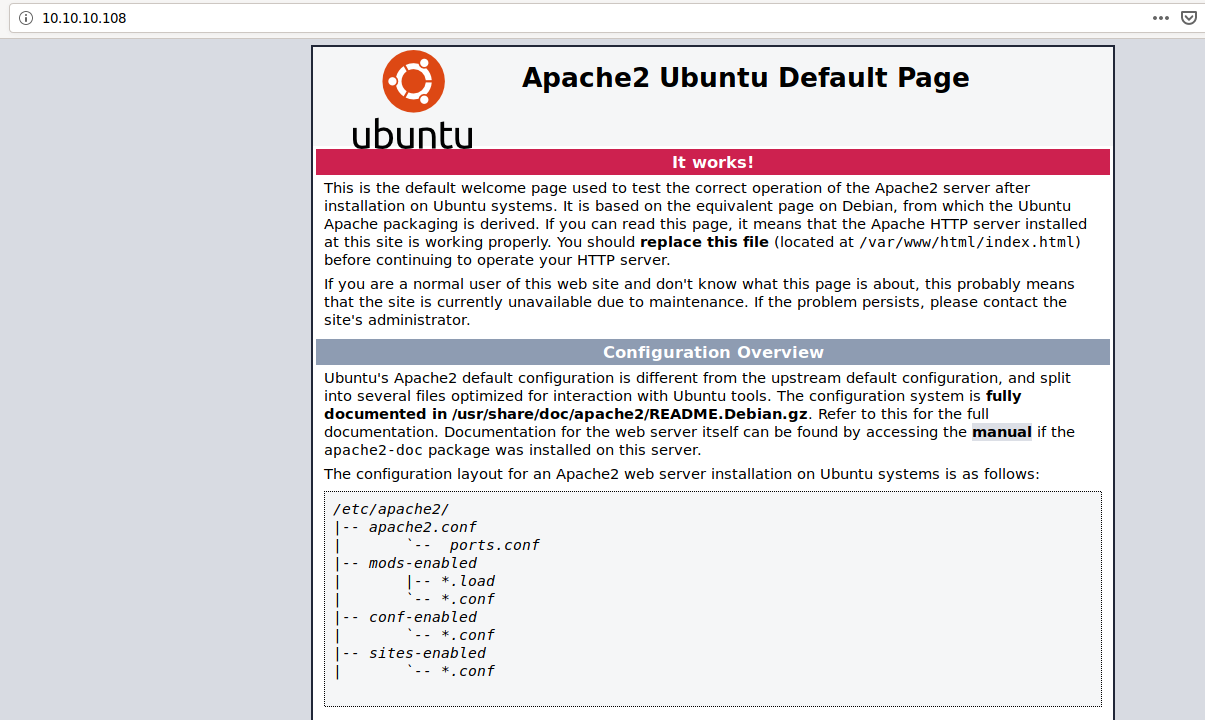 10.10.10.108
Apache2 Ubuntu Default Page
ubuntu
It works!
This is the default welcome page used to test the correct operation of the Apache2 server after
installation on Ubuntu systems. It is based on the equivalent page on Debian, from which the Ubuntu
Apache packaging is derived. If you can read this page, it means that the Apache HTTP server installed
at this site is working properly. You should replace this file (located at /var/www/html/index.html)
before continuing to operate your HTTP server.
If you are a normal user of this web site and don't know what this page is about, this probably means
that the site is currently unavailable due to maintenance. If the problem persists, please contact the
site's administrator.
Configuration Overview
Ubuntu's Apache2 default configuration is different from the upstream default configuration, and split
into several files optimized for interaction with Ubuntu tools. The configuration system is fully
documented in /usr/share/doc/apache2/README.Debian.gz. Refer to this for the full
documentation. Documentation for the web server itself can be found by accessing the manual if the
apache2-doc package was installed on this server.
The configuration layout for an Apache2 web server installation on Ubuntu systems is as follows:
/etc/apache2/
|-- apache2.conf
|       `--  ports.conf
|-- mods-enabled
|       |-- *.load
|       `-- *.conf
|-- conf-enabled
|       `-- *.conf
|-- sites-enabled
|       `-- *.conf